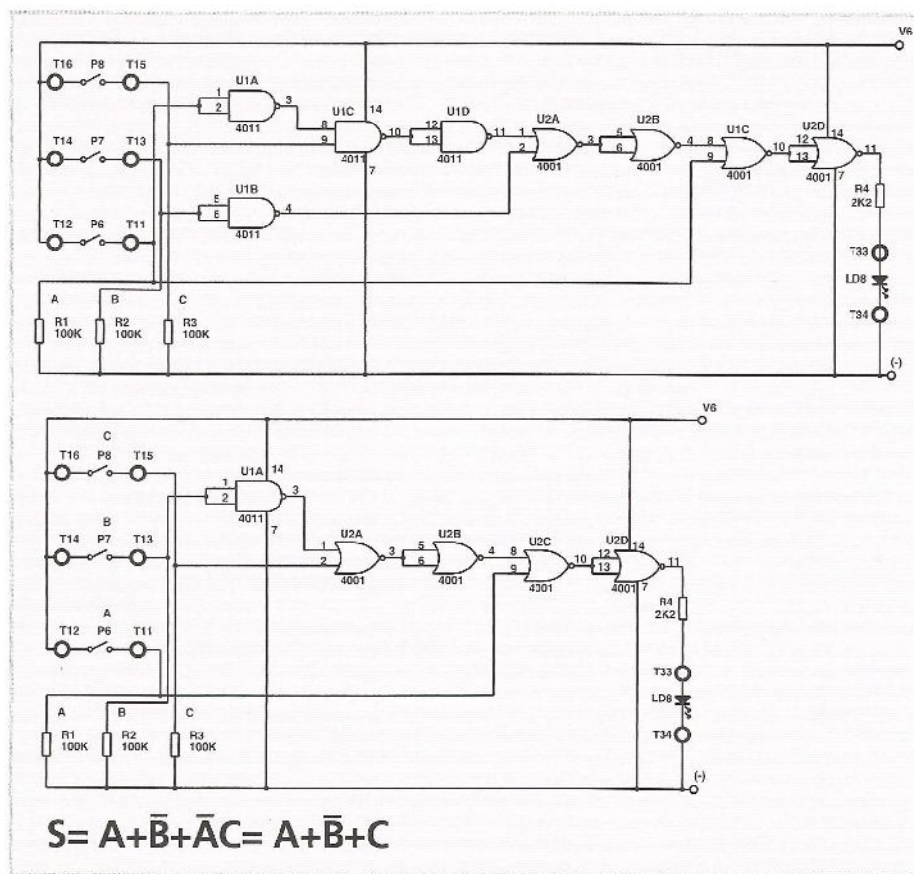 V6
T16 P8 T15
U1A
1
2
3
4011
U1C
14
8
9
10
4011
7
U1D
12
13
11
4011
U2A
1
2
3
4001
U2B
5
6
4
4001
U1C
8
9
10
4001
U2D
14
12
13
11
4001
7
T14 P7 T13
U1B
5
6
4
4011
T12 P6 T11
R4
2K2
T33
LD8
T34
A B C
R1
100K
R2
100K
R3
100K
(-)
V6
C
T16 P8 T15
U1A
14
1
2
3
4011
7
B
T14 P7 T13
U2A
1
2
3
4001
U2B
5
6
4
4001
U2C
8
9
10
4001
U2D
14
12
13
11
4001
7
A
T12 P6 T11
R4
2K2
T33
LD8
T34
A B C
R1
100K
R2
100K
R3
100K
(-)
S= A+B̅+A̅C= A+B̅+C